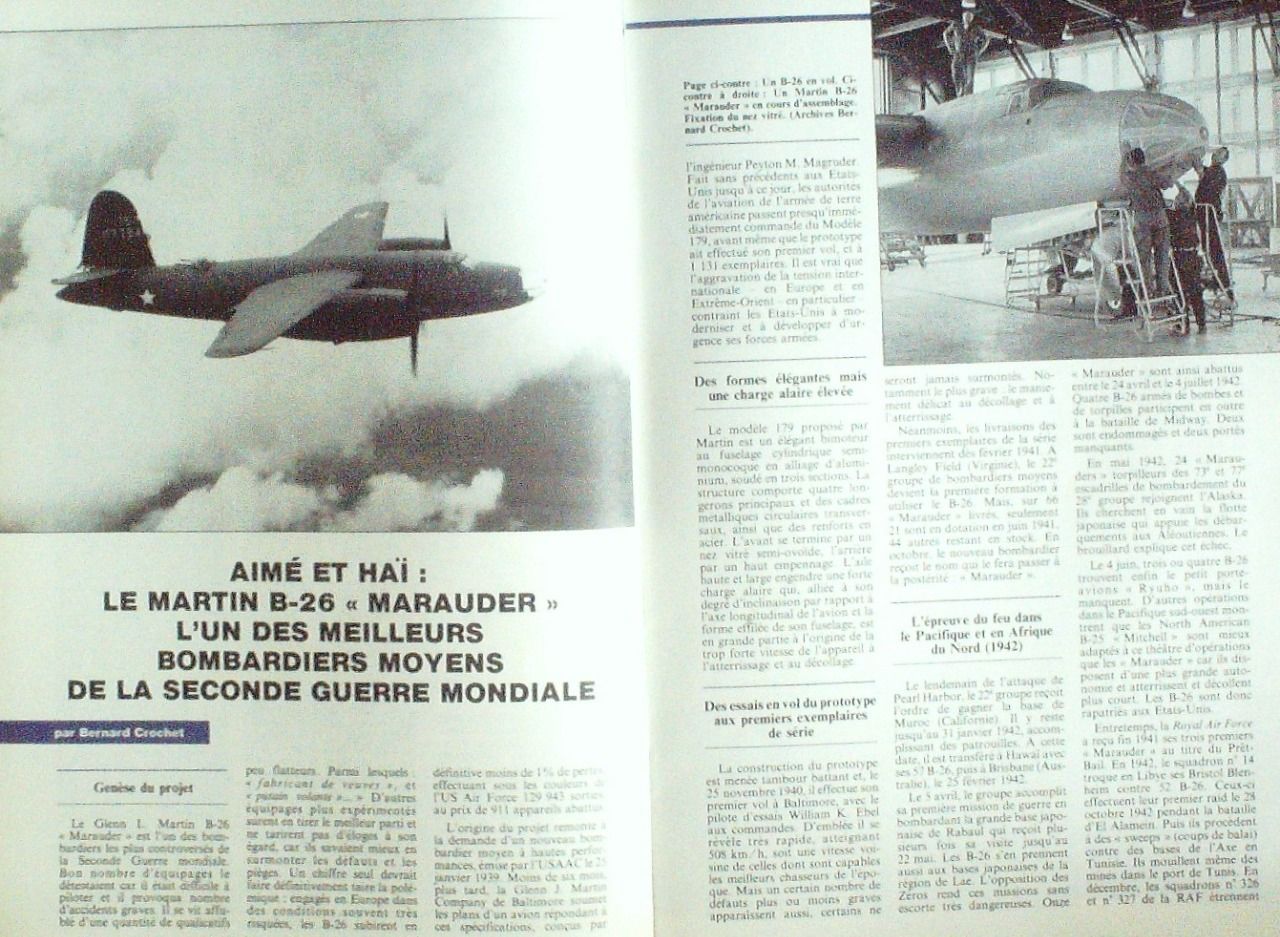 AIMÉ ET HAÏ :
LE MARTIN B-26 « MARAUDER »
L'UN DES MEILLEURS
BOMBARDIERS MOYENS
DE LA SECONDE GUERRE MONDIALE
par Bernard Crochet
Genèse du projet
Le Glenn L. Martin B-26
« Marauder » est l'un des bom-
bardiers les plus controversés de
la Seconde Guerre mondiale.
Bon nombre d'équipages le
détestaient car il était difficile à
piloter et il provoqua nombre
d'accidents graves. Il se vit affu-
blé d'une quantité de qualificatifs
peu flatteurs. Parmi lesquels :
« fabricant de veuves », et
« putain volante »... » D'autres
équipages plus expérimentés
surent en tirer le meilleur parti et
ne tarirent pas d'éloges à son
égard, car ils savaient mieux en
surmonter les défauts et les
pièges. Un chiffre seul devrait
faire définitivement taire la polé-
mique : engagés en Europe dans
des conditions souvent très
risquées, les B-26 subirent en
définitive moins de 1% de pertes,
effectuant sous les couleurs de
l'US Air Force 129 943 sorties
au prix de 911 appareils abattus.
L'origine du projet remonte à
la demande d'un nouveau bom-
bardier moyen à hautes perfor-
mances, émise par l'USAAC le 25
janvier 1939. Moins de six mois
plus tard, la Glenn J. Martin
Company de Baltimore soumet
les plans d'un avion répondant à
ces spécifications, conçus par
Page ci-contre : Un B-26 en vol. Ci-
contre à droite : Un Martin B-26
« Marauder » en cours d'assemblage.
Fixation du nez vitré. (Archives Ber-
nard Crochet).
l'ingénieur Peyton M. Magruder.
Fait sans précédents aux Etats-
Unis jusqu'à ce jour, les autorités
de l'aviation de l'armée de terre
américaine passent presqu'immé-
diatement commande du Modèle
179, avant même que le prototype
ait effectué son premier vol, et à
1 131 exemplaires. Il est vrai que
l'aggravation de la tension inter-
nationale - en Europe et en
Extrême-Orient - en particulier -
contraint les Etats-Unis à mo-
derniser et à développer d'ur-
gence ses forces armées.
Des formes élégantes mais
une charge alaire élevée
Le modèle 179 proposé par
Martin est un élégant bimoteur
au fuselage cylindrique semi-
monocoque en alliage d'alumi-
nium, soudé en trois sections. La
structure comporte quatre lon-
gerons principaux et des cadres
métalliques circulaires transver-
saux, ainsi que des renforts en
acier. L'avant se termine par un
nez vitré semi-ovoïde, l'arrière
par un haut empennage. L'aile
haute et large engendre une forte
charge alaire qui, alliée à son
degré d'inclinaison par rapport à
l'axe longitudinal de l'avion et la
forme effilée de son fuselage, est
en grande partie à l'origine de la
trop forte vitesse de l'appareil à
l'atterrissage et au décollage.
Des essais en vol du prototype
aux premiers exemplaires
de série
La construction du prototype
est menée tambour battant et, le
25 novembre 1940, il effectue son
premier vol à Baltimore, avec le
pilote d'essais William K. Ebel
aux commandes. D'emblée il se
révèle très rapide, atteignant
508 km/h, soit une vitesse voi-
sine de celles dont sont capables
les meilleurs chasseurs de l'épo-
que. Mais un certain nombre de
défauts plus ou moins graves
apparaissent aussi, certains ne
seront jamais surmontés. No-
tamment le plus grave : le manie-
ment délicat au décollage et à
l'atterrissage.
Néanmoins, les livraisons des
premiers exemplaires de la série
interviennent dès février 1941. A
Langley Field (Virginie), le 22e
groupe de bombardiers moyens
devient la première formation à
utiliser le B-26. Mais, sur 66
« Marauder » livrés, seulement
21 sont en dotation en juin 1941,
44 autres restant en stock. En
octobre, le nouveau bombardier
reçoit le nom qui le fera passer à
la postérité : « Marauder ».
L'épreuve du feu dans
le Pacifique et en Afrique
du Nord (1942)
Le lendemain de l'attaque de
Pearl Harbor, le 22e groupe reçoit
l'ordre de gagner la base de
Muroc (Californie). Il y reste
jusqu'au 31 janvier 1942, accom-
plissant des patrouilles. A cette
date, il est transféré à Hawaï avec
ses 57 B-26, puis à Brisbane (Aus-
tralie), le 25 février 1942.
Le 5 avril, le groupe accomplit
sa première mission de guerre en
bombardant la grande base japo-
naise de Rabaul qui reçoit plu-
sieurs fois sa visite jusqu'au
22 mai. Les B-26 s'en prennent
aussi aux bases japonaises de la
région de Lae. L'opposition des
Zéros rend ces missions sans
escorte très dangereuses. Onze
« Marauder » sont ainsi abattus
entre le 24 avril et le 4 juillet 1942.
Quatre B-26 armés de bombes et
de torpilles participent en outre
à la bataille de Midway. Deux
sont endommagés et deux portés
manquants.
En mai 1942, 24 « Marau-
ders » torpilleurs des 73e et 77e
escadrilles de bombardement du
28e groupe rejoignent l'Alaska.
Ils cherchent en vain la flotte
japonaise qui appuie les débar-
quements aux Aléoutiennes. Le
brouillard explique cet échec.
Le 4 juin, trois ou quatre B-26
trouvent enfin le petit porte-
avions « Ryuho », mais le
manquent. D'autres opérations
dans le Pacifique sud-ouest mon-
trent que les North American
B-25 « Mitchell » sont mieux
adaptés à ce théâtre d'opérations
que les « Marauder » car ils dis-
posent d'une plus grande auto-
nomie et atterrissent et décollent
plus court. Les B-26 sont donc
rapatriés aux Etats-Unis.
Entretemps, la Royal Air Force
a reçu fin 1941 ses trois premiers
« Marauder » au titre du Prêt-
Bail. En 1942, le squadron n° 14
troque en Libye ses Bristol Blen-
heim contre 52 B-26. Ceux-ci
effectuent leur premier raid le 28
octobre 1942 pendant la bataille
d'El Alamein. Puis ils procèdent
à des « sweeps » (coups de balai)
contre des bases de l'Axe en
Tunisie. Ils mouillent même des
mines dans le port de Tunis. En
décembre, les squadrons n° 326
et n° 327 de la RAF étrennent